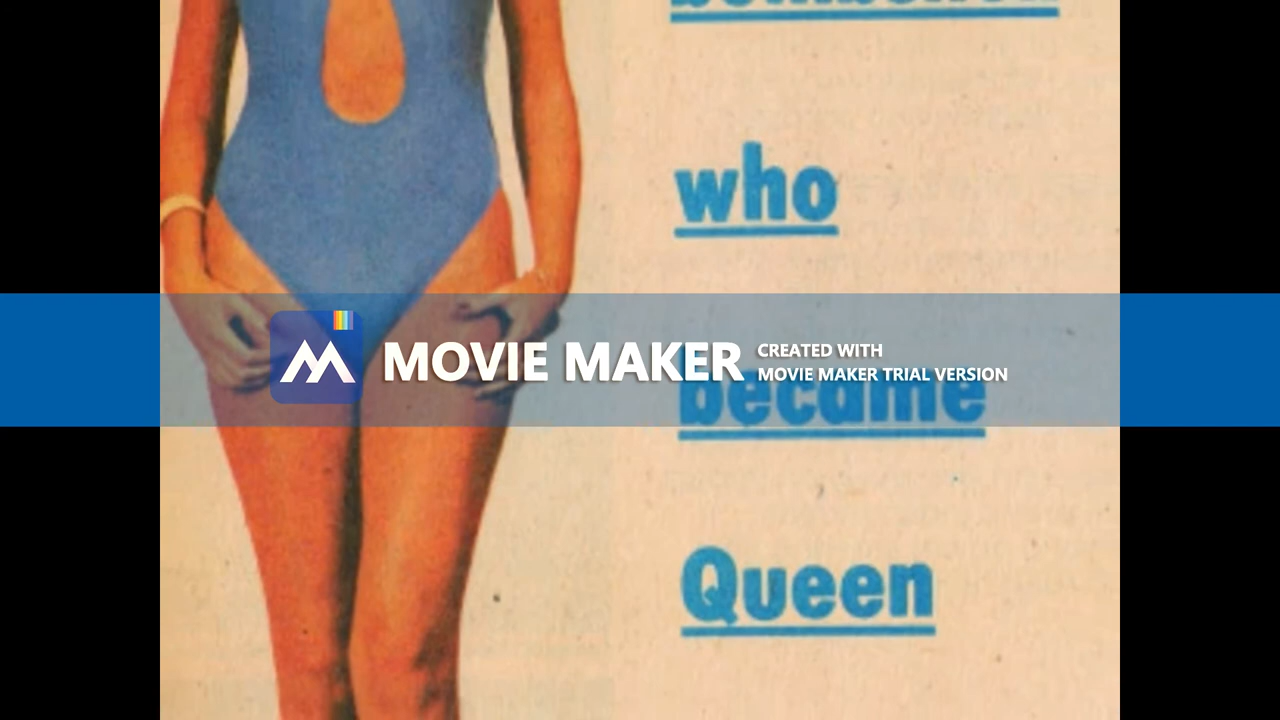 who
MOVIE MAKER
CREATED WITH
MOVIE MAKER TRIAL VERSION
became
Queen